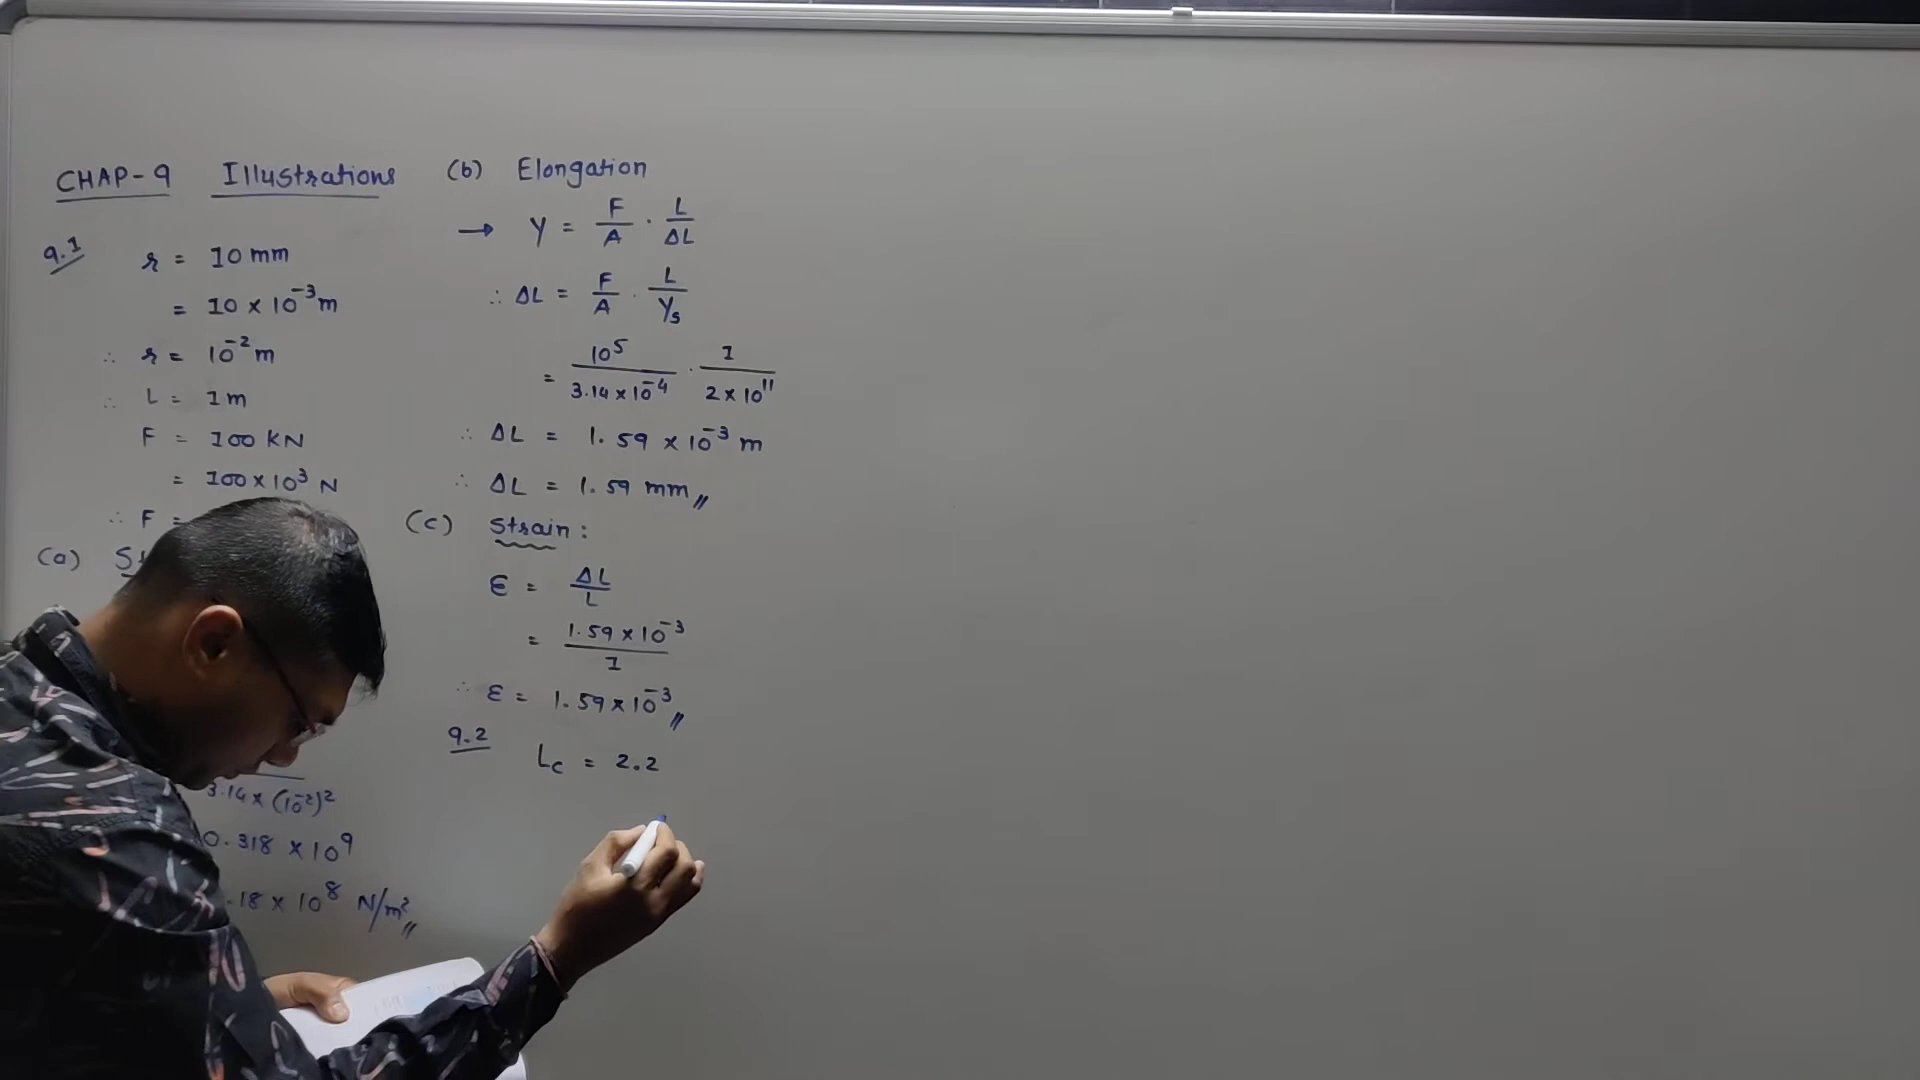 CHAP-9 Illustrations
9.1 r = 10 mm
= 10 × 10⁻³ m
∴ r = 10⁻² m
∴ L = 1 m
F = 100 KN
= 100 × 10³ N
∴ F =
(a)
3.14 × (10⁻²)²
0.318 × 10⁹
.18 × 10⁸ N/m²〃
(b) Elongation
→ Y = F/A · L/ΔL
∴ ΔL = F/A · L/Ys
= 10⁵/3.14 × 10⁻⁴ · 1/2 × 10¹¹
∴ ΔL = 1.59 × 10⁻³ m
∴ ΔL = 1.59 mm〃
(c) Strain :
ε = ΔL/L
= 1.59 × 10⁻³/1
∴ ε = 1.59 × 10⁻³〃
9.2 Lc = 2.2